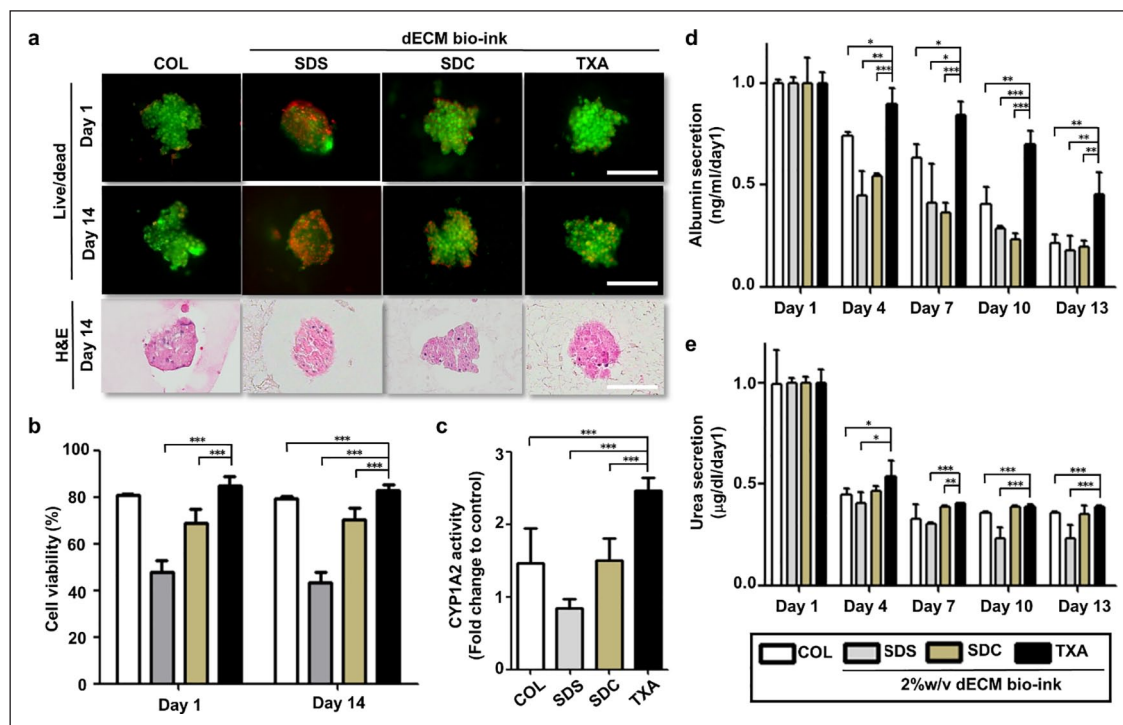 a
dECM bio-ink
COL SDS SDC TXA
Live/dead
Day 1
Day 14
H&E
Day 14
b
Cell viability (%)
100
80
60
40
20
0
*** *** *** *** ***
Day 1 Day 14
c
CYP1A2 activity
(Fold change to control)
3
2
1
0
***
***
***
COL SDS SDC TXA
d
Albumin secretion
(ng/ml/day1)
1.0
0.5
0.0
* * ** **
** * *** **
*** *** *** **
Day 1 Day 4 Day 7 Day 10 Day 13
e
Urea secretion
(µg/dl/day1)
1.0
0.5
0.0
* *** *** ***
* ** *** ***
Day 1 Day 4 Day 7 Day 10 Day 13
COL SDS SDC TXA
2%w/v dECM bio-ink